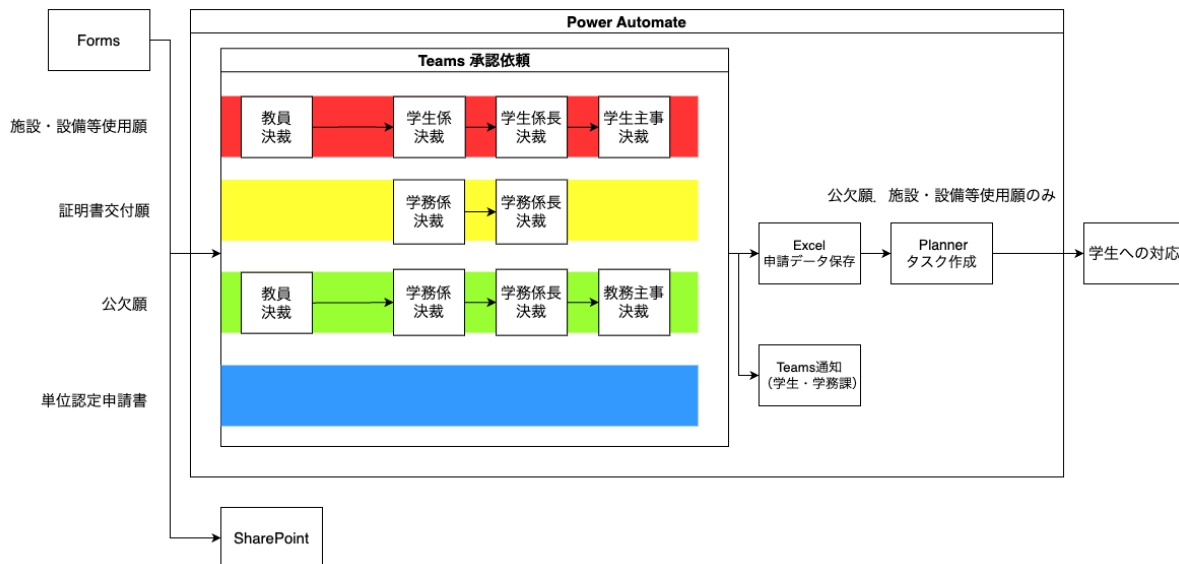 Power Automate
Forms
Teams 承認依頼
施設・設備等使用願
教員
決裁
学生係
決裁
学生係長
決裁
学生主事
決裁
証明書交付願
学務係
決裁
学務係長
決裁
公欠願
教員
決裁
学務係
決裁
学務係長
決裁
教務主事
決裁
単位認定申請書
公欠願，施設・設備等使用願のみ
Excel
申請データ保存
Planner
タスク作成
学生への対応
Teams通知
（学生・学務課）
SharePoint